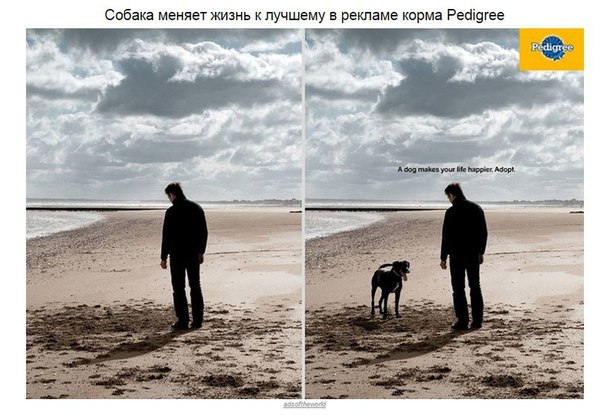 Собака меняет жизнь к лучшему в рекламе корма Pedigree
Pedigree
A dog makes your life happier. Adopt.
adsoftheworld